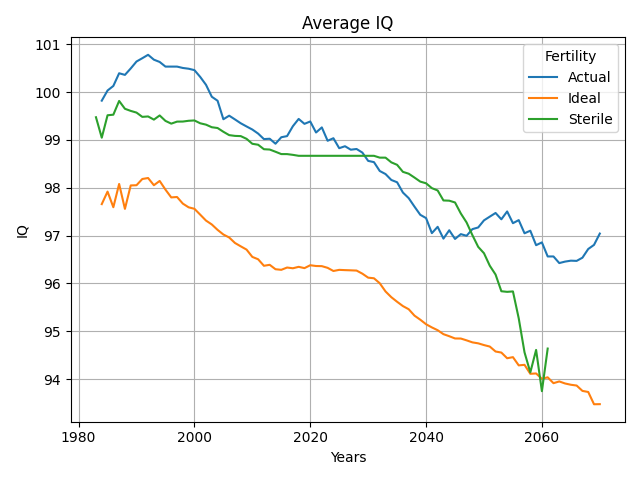 Average IQ
101
100
99
98
97
96
95
94
IQ
Fertility
Actual
Ideal
Sterile
1980
2000
2020
2040
2060
Years